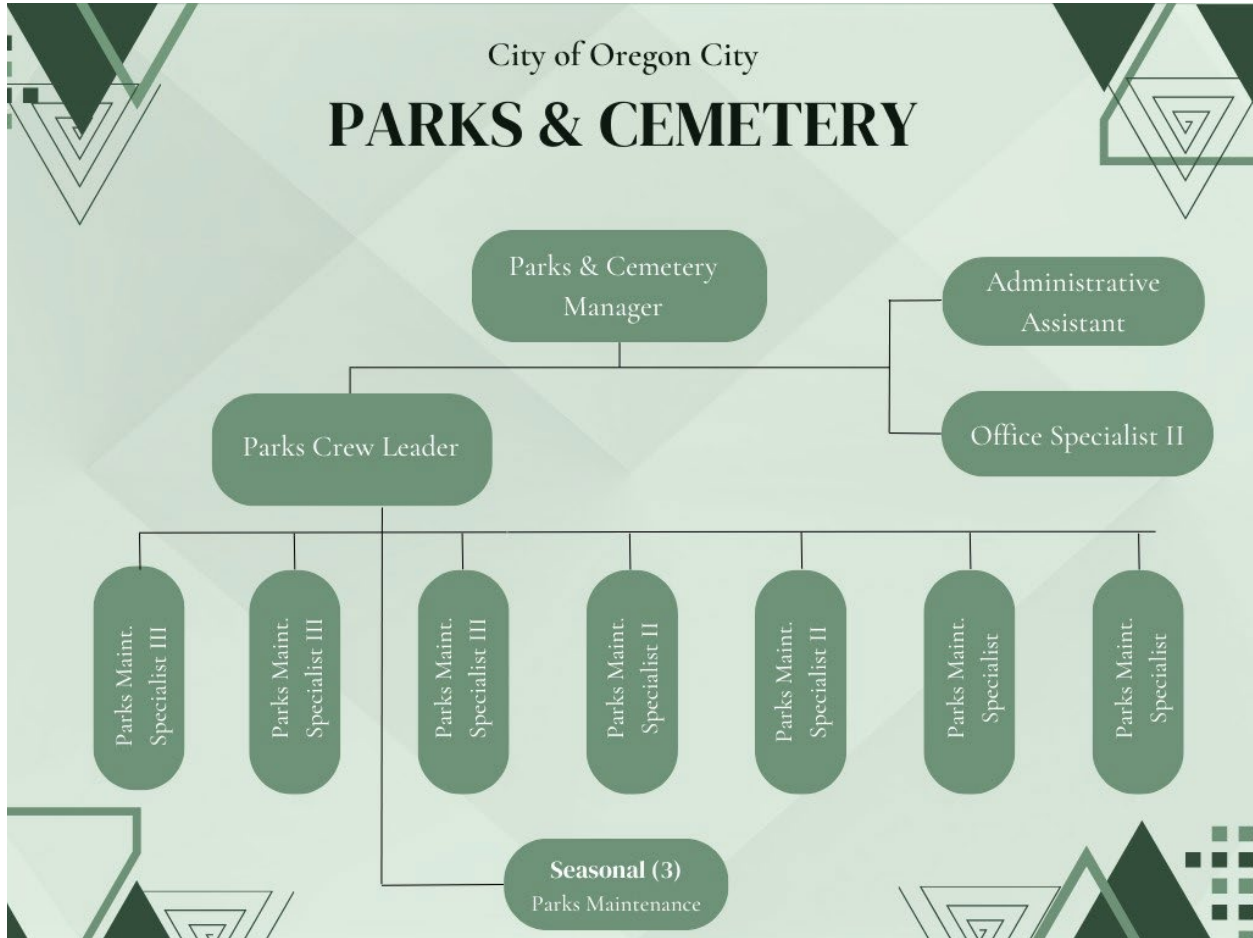 City of Oregon City
PARKS & CEMETERY
Parks & Cemetery
Manager
Administrative
Assistant
Parks Crew Leader
Office Specialist II
Parks Maint.
Specialist III
Parks Maint.
Specialist III
Parks Maint.
Specialist III
Parks Maint.
Specialist II
Parks Maint.
Specialist II
Parks Maint.
Specialist
Parks Maint.
Specialist
Seasonal (3)
Parks Maintenance